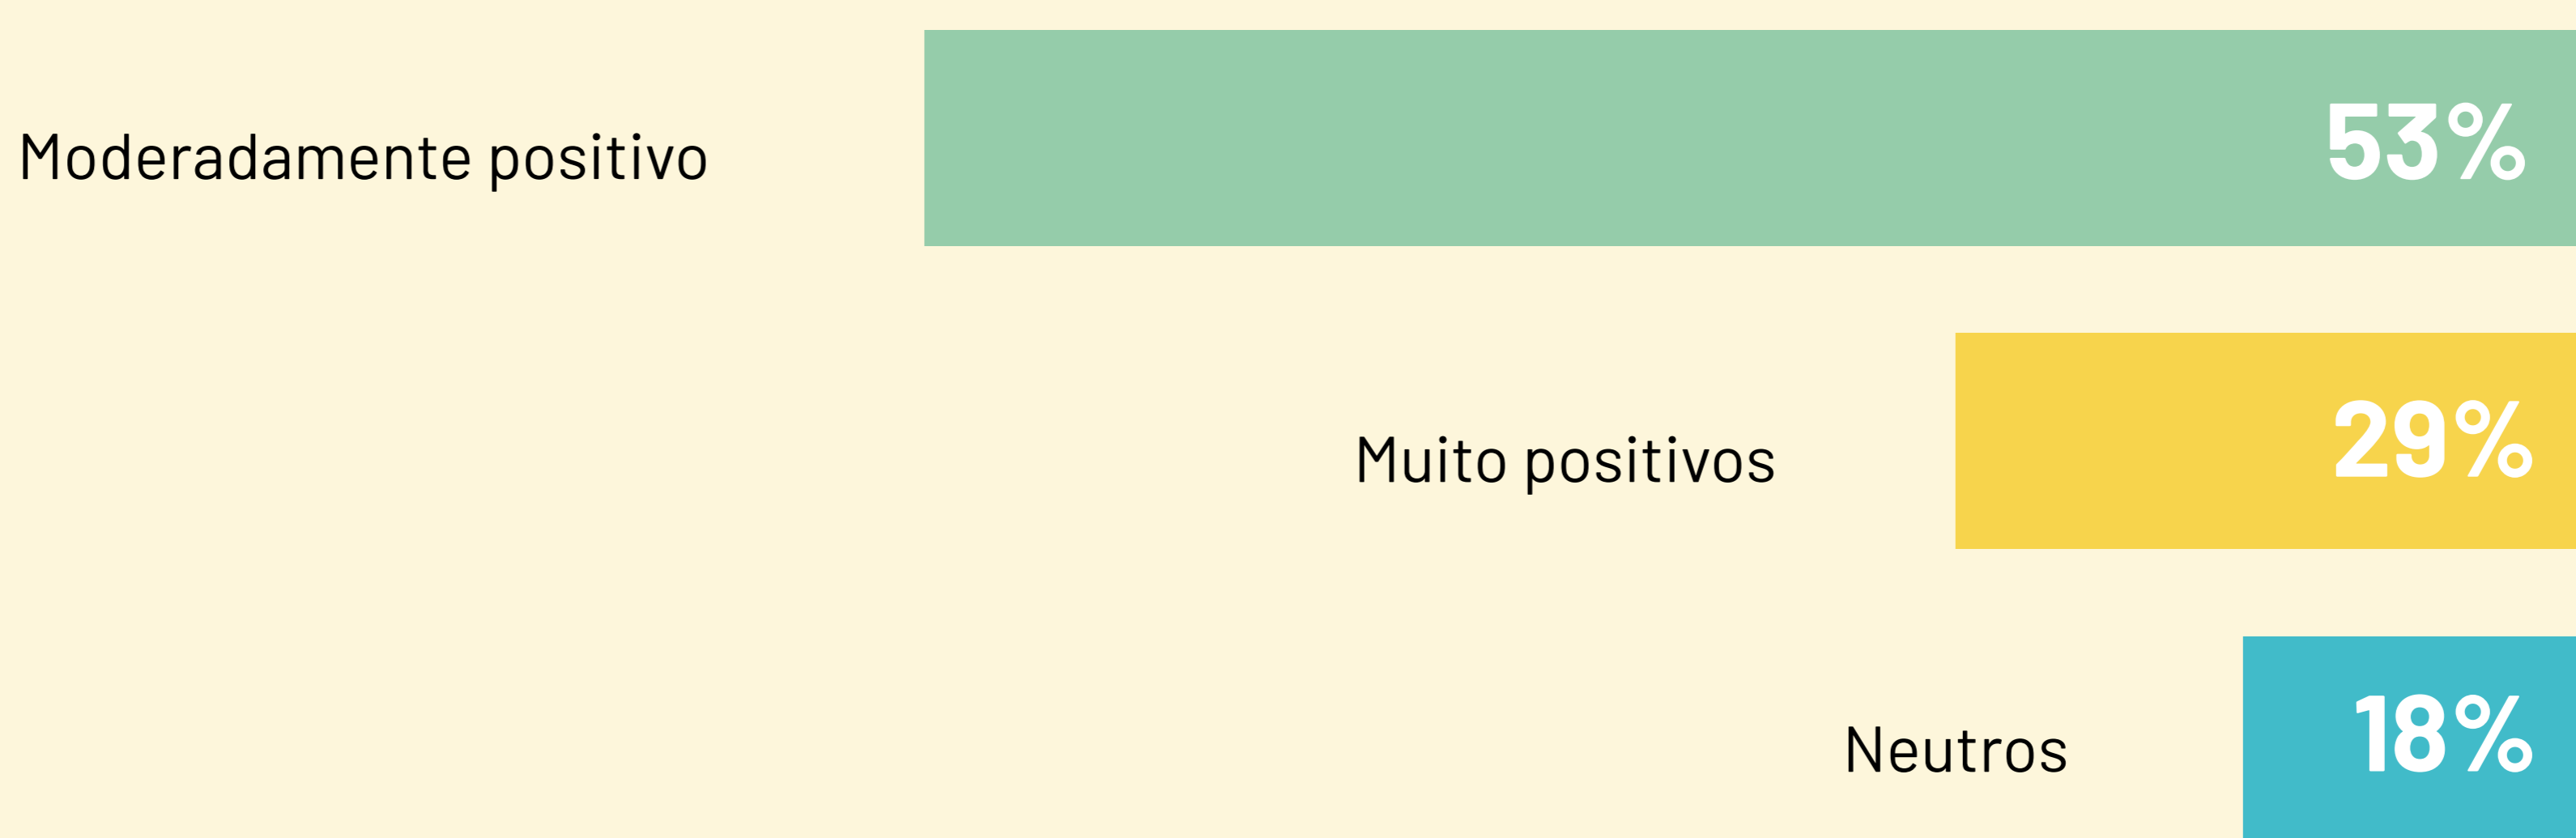 Moderadamente positivo
53%
Muito positivos
29%
Neutros
18%